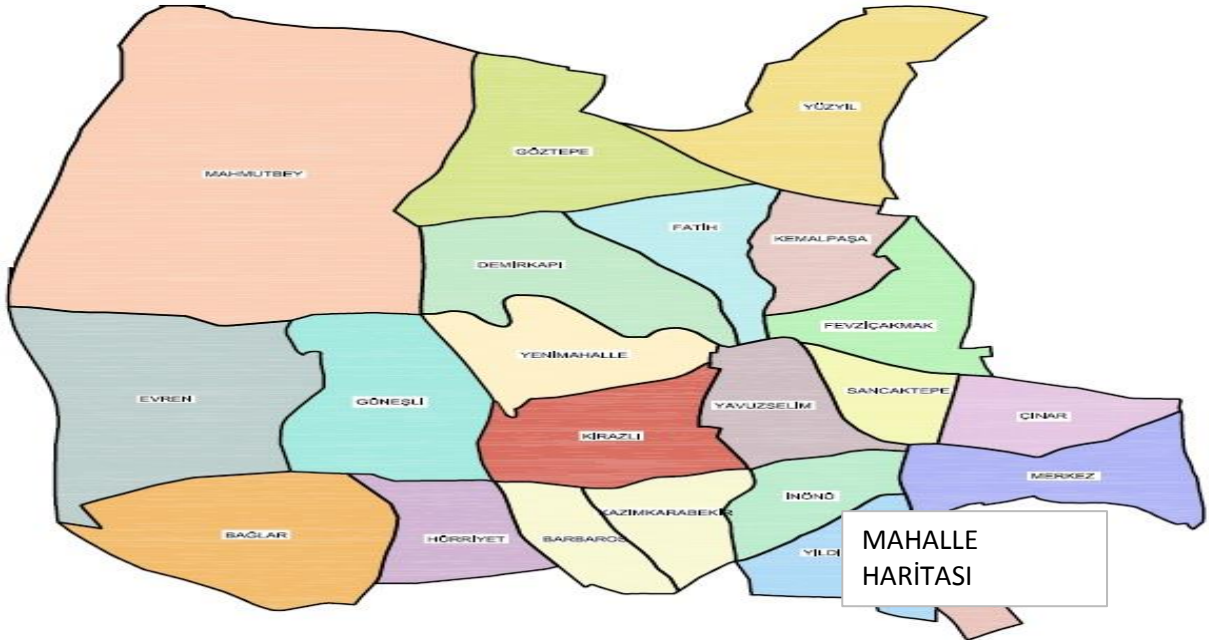 YÜZYIL
GÖZTEPE
MAHMUTBEY
FATİH
KEMALPAŞA
DEMİRKAPI
FEVZİÇAKMAK
YENİMAHALLE
SANCAKTEPE
EVREN
GÜNEŞLİ
YAVUZSELİM
ÇINAR
KİRAZLI
MERKEZ
İNÖNÜ
KAZIMKARABEKİR
BAĞLAR
HÜRRİYET
BARBAROS
YILDI
MAHALLE
HARİTASI